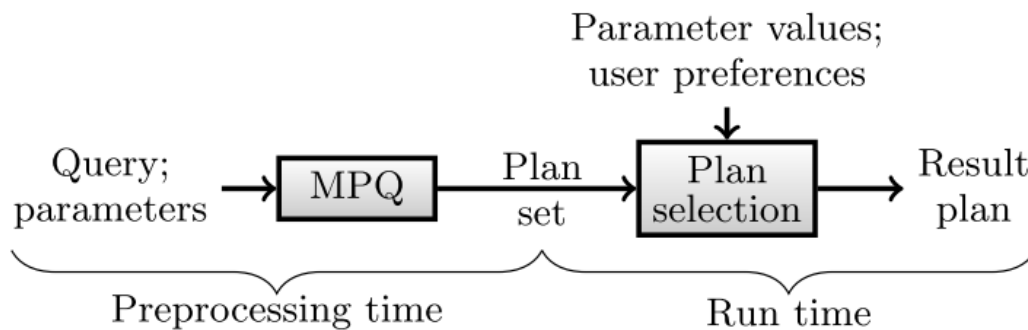 Parameter values;
user preferences
Query;
parameters
MPQ
Plan
set
Plan
selection
Result
plan
Preprocessing time
Run time